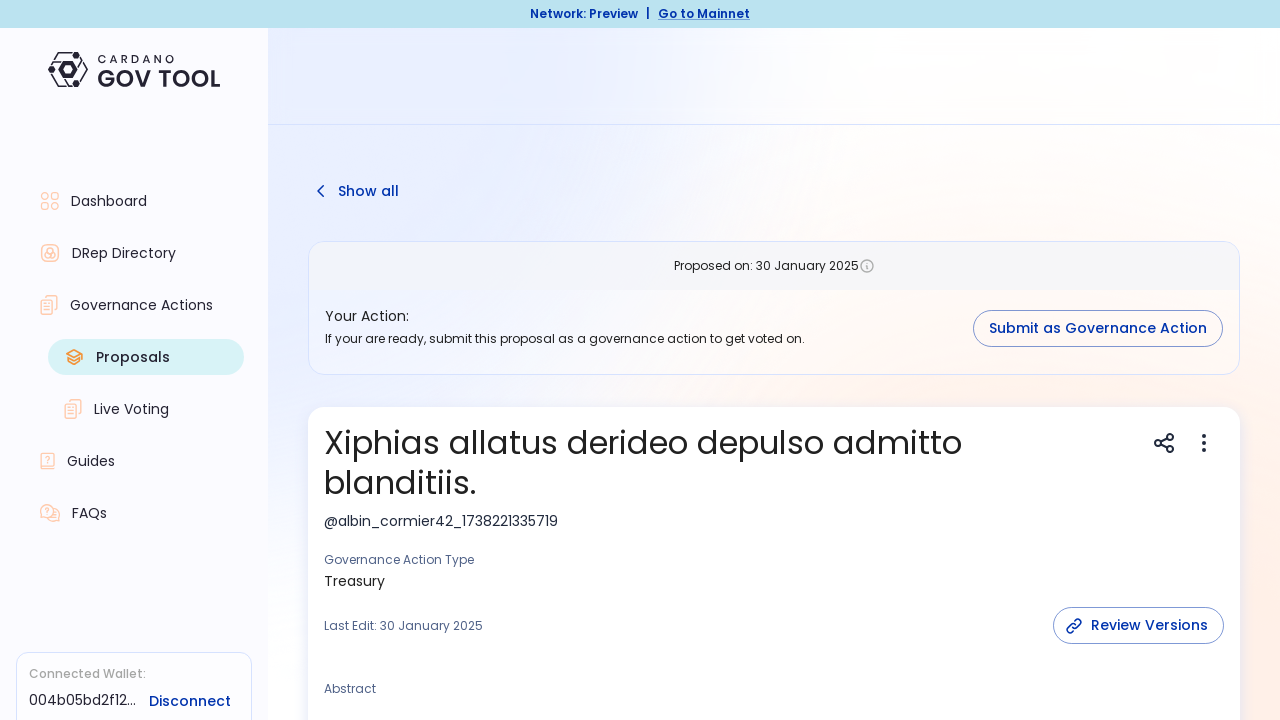 Network: Preview | Go to Mainnet
CARDANO
GOV TOOL
Dashboard
DRep Directory
Governance Actions
Proposals
Live Voting
Guides
FAQs
Connected Wallet:
004b05bd2f12...
Disconnect
Show all
Proposed on: 30 January 2025
Your Action:
If your are ready, submit this proposal as a governance action to get voted on.
Submit as Governance Action
Xiphias allatus derideo depulso admitto
blanditiis.
@albin_cormier42_1738221335719
Governance Action Type
Treasury
Last Edit: 30 January 2025
Review Versions
Abstract